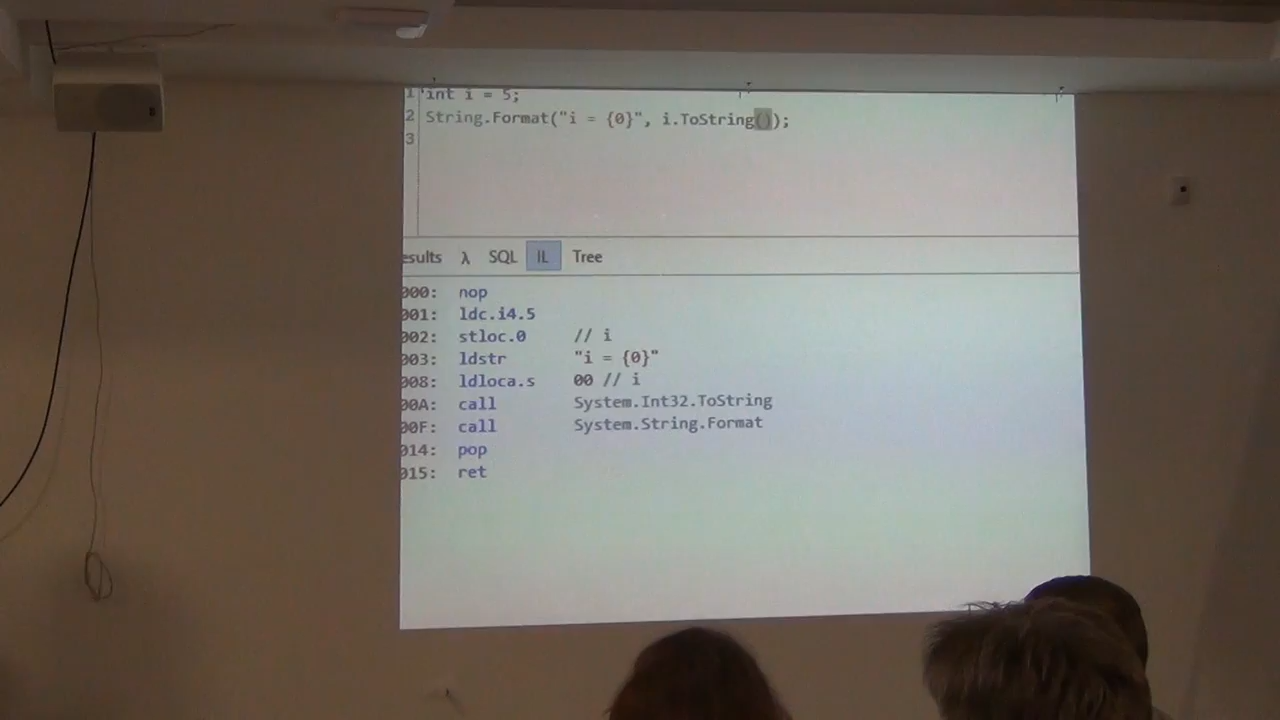 1 int i = 5;
2 String.Format("i = {0}", i.ToString());
3
esults λ SQL IL Tree
000: nop
001: ldc.i4.5
002: stloc.0 // i
003: ldstr "i = {0}"
008: ldloca.s 00 // i
00A: call System.Int32.ToString
00F: call System.String.Format
014: pop
015: ret